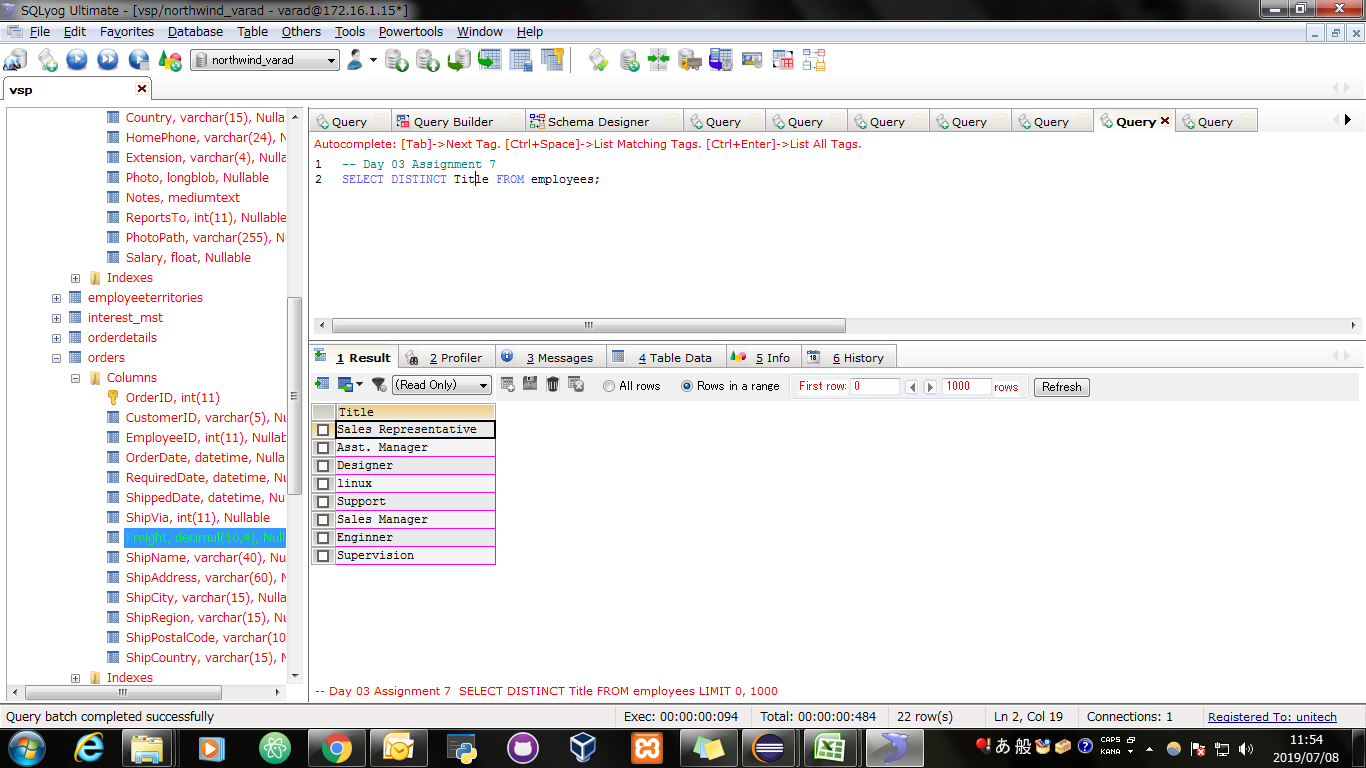 SQLyog Ultimate - [vsp/northwind_varad - varad@172.16.1.15*]
File Edit Favorites Database Table Others Tools Powertools Window Help
northwind_varad
vsp
Country, varchar(15), Nulla
HomePhone, varchar(24), N
Extension, varchar(4), Nulla
Photo, longblob, Nullable
Notes, mediumtext
ReportsTo, int(11), Nullable
PhotoPath, varchar(255), N
Salary, float, Nullable
Indexes
employeeterritories
interest_mst
orderdetails
orders
Columns
OrderID, int(11)
CustomerID, varchar(5), Nu
EmployeeID, int(11), Nullab
OrderDate, datetime, Nulla
RequiredDate, datetime, Nu
ShippedDate, datetime, Nu
ShipVia, int(11), Nullable
Freight, decimal(10,4), Null
ShipName, varchar(40), Nu
ShipAddress, varchar(60), N
ShipCity, varchar(15), Nulla
ShipRegion, varchar(15), Nu
ShipPostalCode, varchar(10
ShipCountry, varchar(15), N
Indexes
Query Query Builder Schema Designer Query Query Query Query Query Query Query
Autocomplete: [Tab]->Next Tag. [Ctrl+Space]->List Matching Tags. [Ctrl+Enter]->List All Tags.
1 -- Day 03 Assignment 7
2 SELECT DISTINCT Title FROM employees;
1 Result 2 Profiler 3 Messages 4 Table Data 5 Info 18 6 History
(Read Only) All rows Rows in a range First row: 0 1000 rows Refresh
Title
Sales Representative
Asst. Manager
Designer
linux
Support
Sales Manager
Enginner
Supervision
-- Day 03 Assignment 7 SELECT DISTINCT Title FROM employees LIMIT 0, 1000
Query batch completed successfully Exec: 00:00:00:094 Total: 00:00:00:484 22 row(s) Ln 2, Col 19 Connections: 1 Registered To: unitech
あ 般 CAPS KANA 11:54
2019/07/08